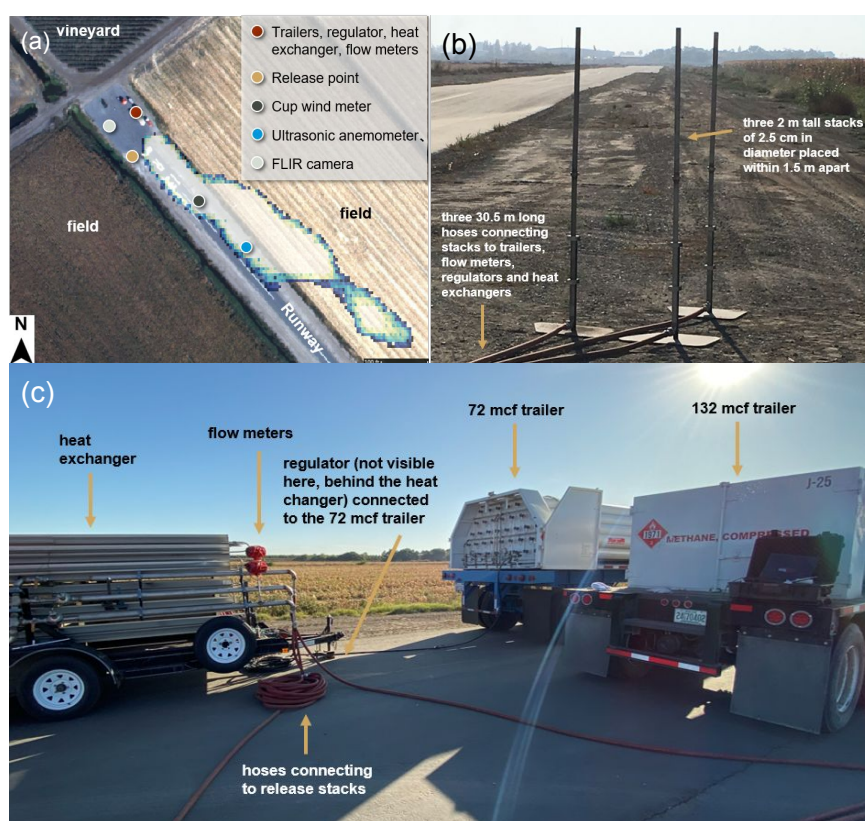 (a)
vineyard
Trailers, regulator, heat
exchanger, flow meters
Release point
Cup wind meter
Ultrasonic anemometer
FLIR camera
field
field
Runway
N
(b)
three 2 m tall stacks
of 2.5 cm in
diameter placed
within 1.5 m apart
three 30.5 m long
hoses connecting
stacks to trailers,
flow meters,
regulators and heat
exchangers
(c)
72 mcf trailer
132 mcf trailer
heat
exchanger
flow meters
regulator (not visible
here, behind the heat
changer) connected
to the 72 mcf trailer
J-25
1971
METHANE, COMPRESSED
hoses connecting
to release stacks